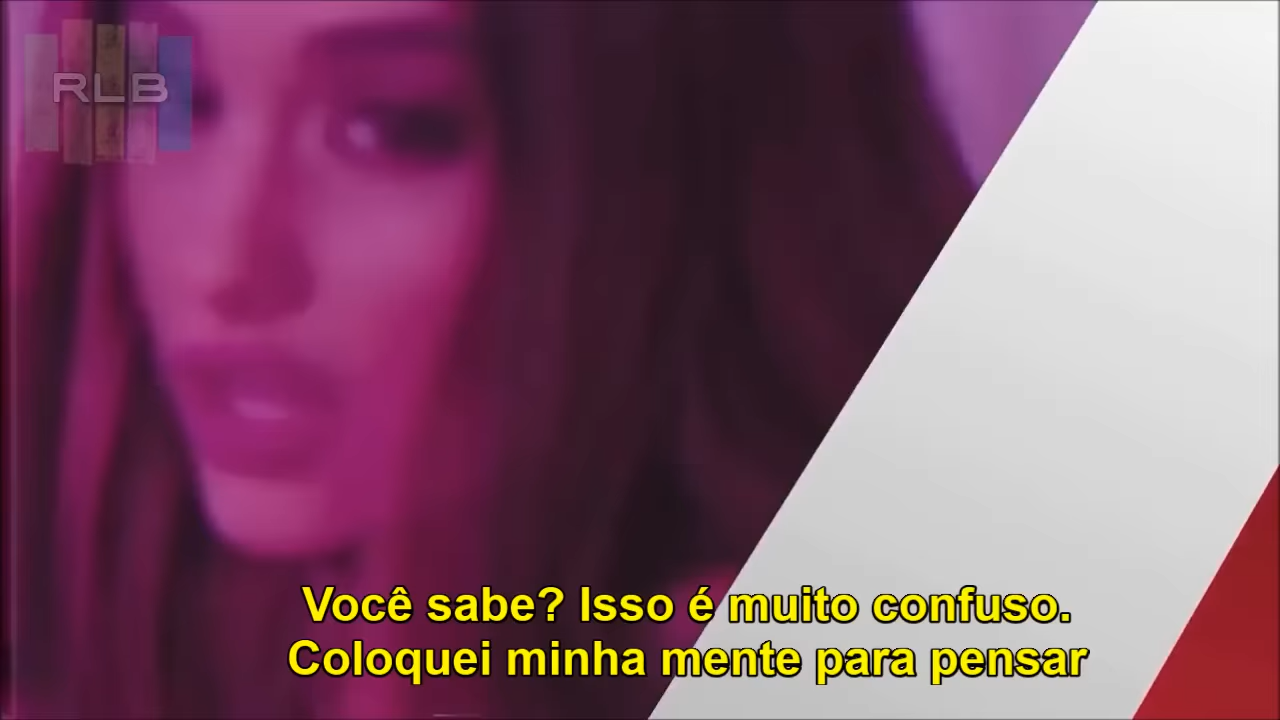 RLB
Você sabe? Isso é muito confuso.
Coloquei minha mente para pensar